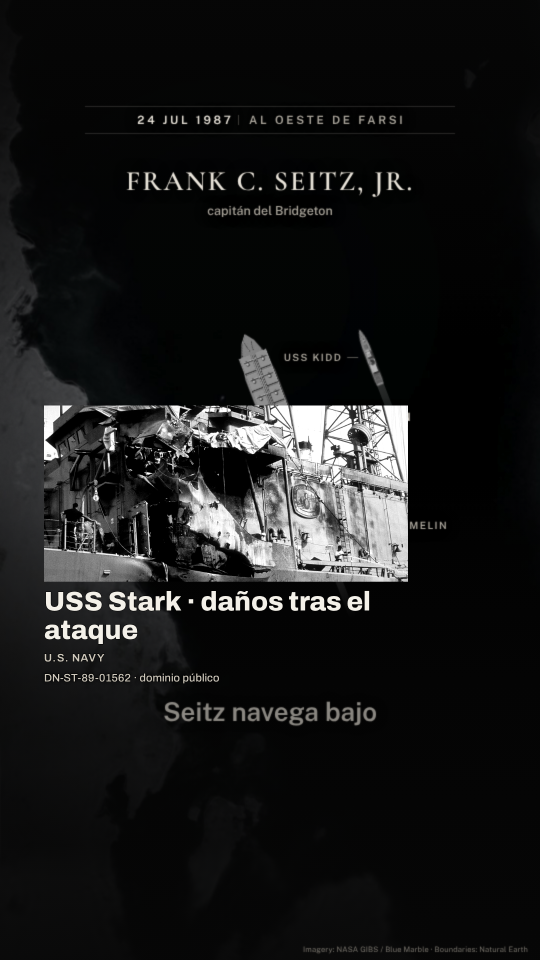 24 JUL 1987 | AL OESTE DE FARSI
FRANK C. SEITZ, JR.
capitán del Bridgeton
USS KIDD
MELIN
USS Stark · daños tras el
ataque
U.S. NAVY
DN-ST-89-01562 · dominio público
Seitz navega bajo
Imagery: NASA GIBS / Blue Marble · Boundaries: Natural Earth